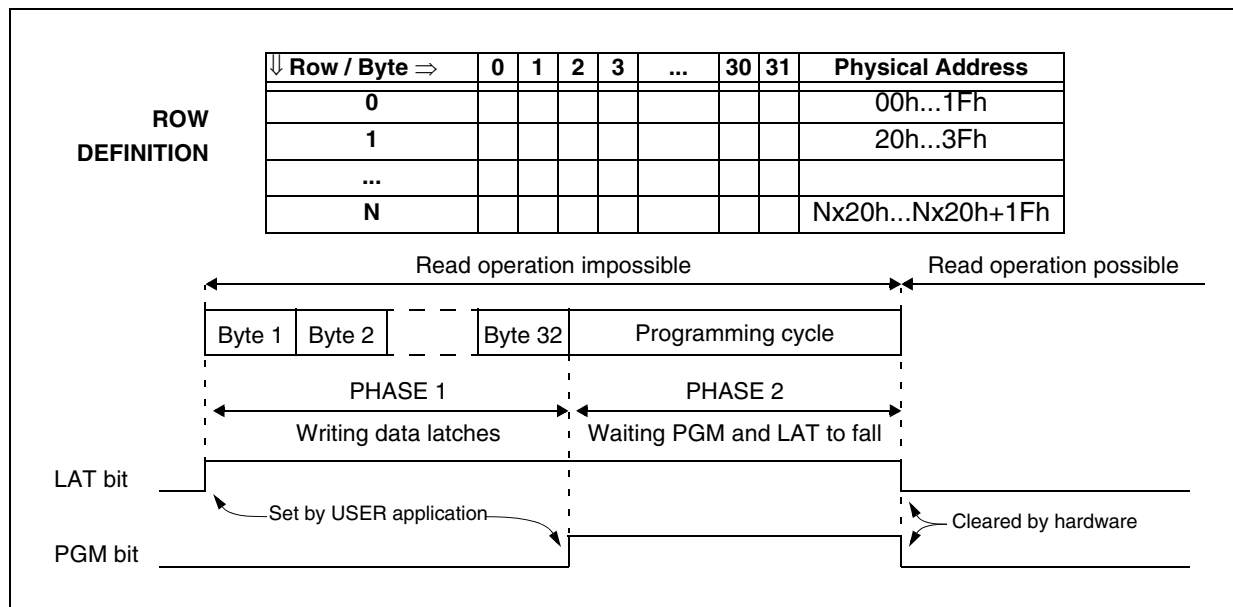 ⇓ Row / Byte ⇒ 0 1 2 3 ... 30 31 Physical Address
ROW DEFINITION
0 00h...1Fh
1 20h...3Fh
...
N Nx20h...Nx20h+1Fh
Read operation impossible Read operation possible
Byte 1 Byte 2 Byte 32 Programming cycle
PHASE 1 PHASE 2
Writing data latches Waiting PGM and LAT to fall
LAT bit
Set by USER application Cleared by hardware
PGM bit